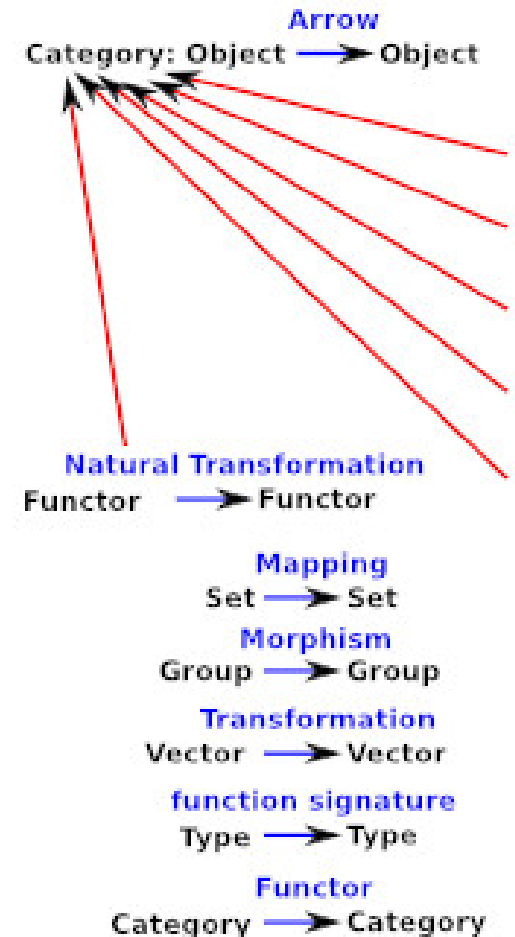 Arrow
Category: Object Object
Natural Transformation
Functor Functor
Mapping
Set Set
Morphism
Group Group
Transformation
Vector Vector
function signature
Type Type
Functor
Category Category